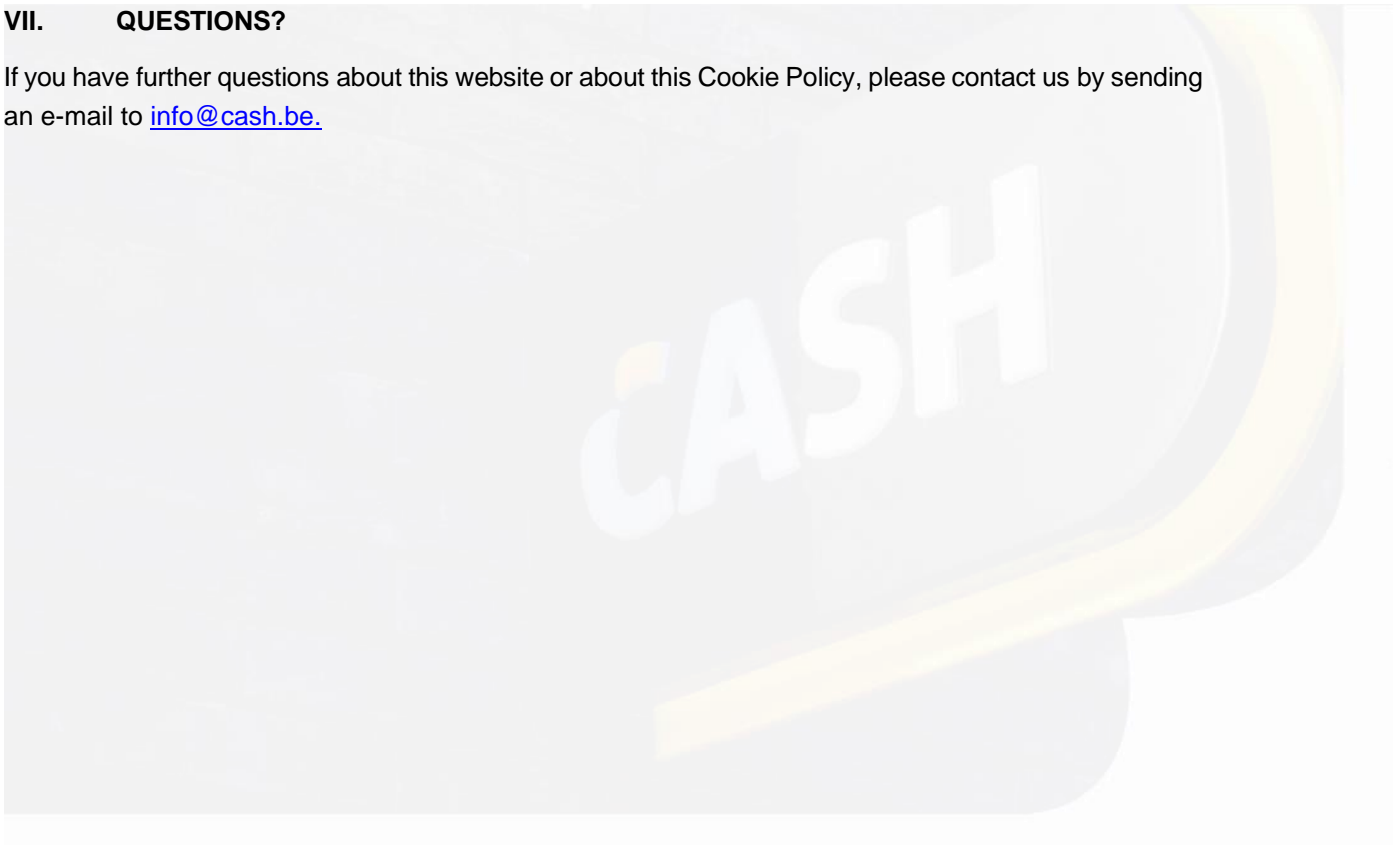 VII. QUESTIONS?
If you have further questions about this website or about this Cookie Policy, please contact us by sending
an e-mail to info@cash.be.
CASH